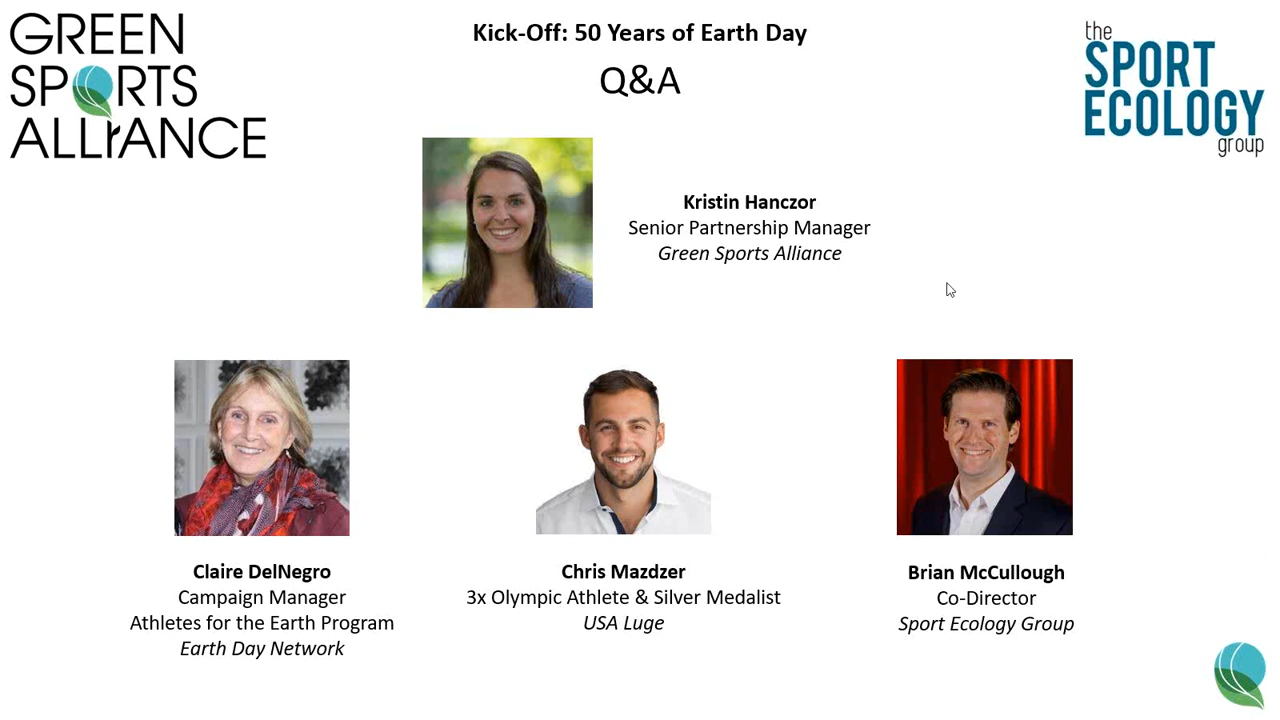 GREEN
SPORTS
ALLIANCE
Kick-Off: 50 Years of Earth Day
Q&A
the
SPORT
ECOLOGY
group
Kristin Hanczor
Senior Partnership Manager
Green Sports Alliance
Claire DelNegro
Campaign Manager
Athletes for the Earth Program
Earth Day Network
Chris Mazdzer
3x Olympic Athlete & Silver Medalist
USA Luge
Brian McCullough
Co-Director
Sport Ecology Group